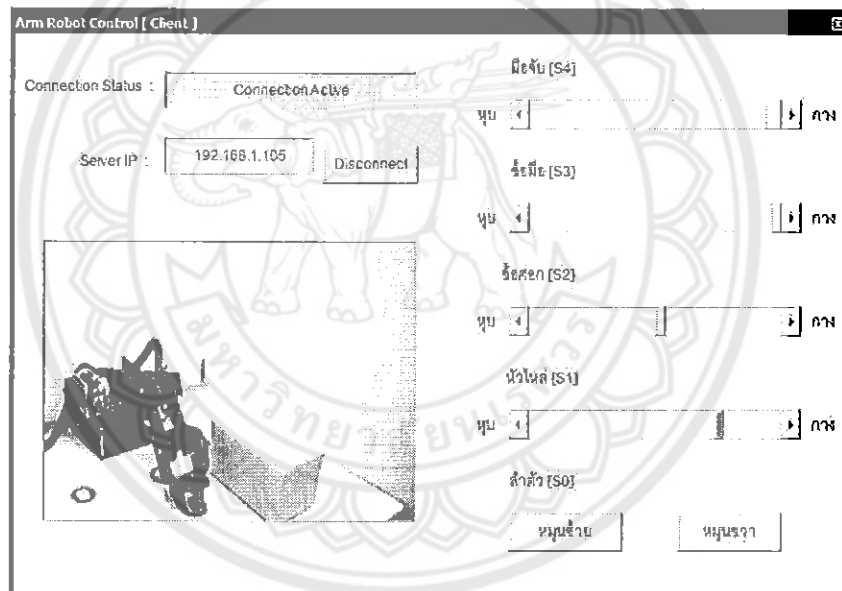 Arm Robot Control [ Client ]
Connection Status :
Connection Active
Server IP :
192.168.1.105
Disconnect
มือจับ [S4]
หุบ
กาง
ข้อมือ [S3]
หุบ
กาง
ข้อศอก [S2]
หุบ
กาง
หัวไหล่ [S1]
หุบ
กาง
ลำตัว [S0]
หมุนซ้าย
หมุนขวา